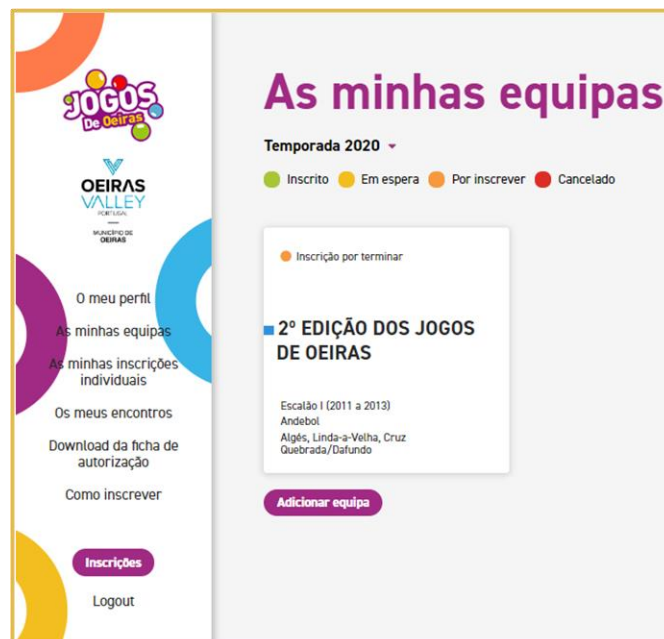 JOGOS
De Oeiras
OEIRAS
VALLEY
PORTUGAL
MUNICÍPIO DE
OEIRAS
O meu perfil
As minhas equipas
As minhas inscrições
individuais
Os meus encontros
Download da ficha de
autorização
Como inscrever
Inscrições
Logout
As minhas equipas
Temporada 2020
Inscrito Em espera Por inscrever Cancelado
Inscrição por terminar
2º EDIÇÃO DOS JOGOS
DE OEIRAS
Escalão I (2011 a 2013)
Andebol
Algés, Linda-a-Velha, Cruz
Quebrada/Dafundo
Adicionar equipa